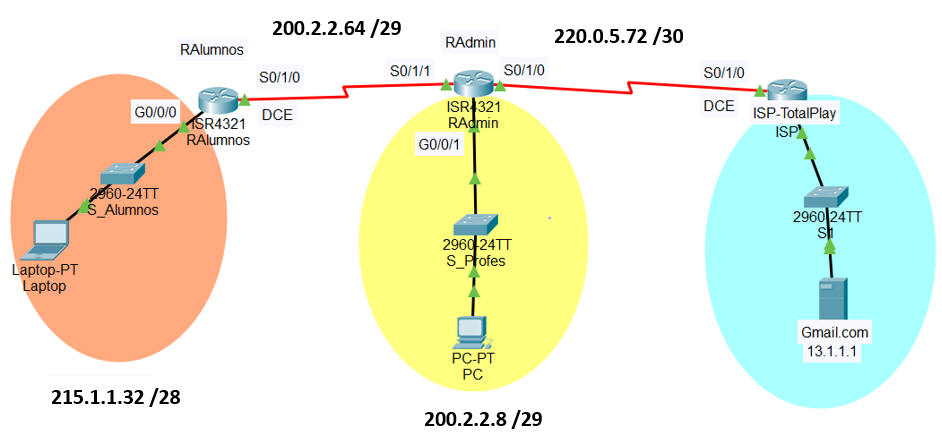 200.2.2.64 /29
220.0.5.72 /30
RAlumnos
RAdmin
S0/1/0
S0/1/1
S0/1/0
S0/1/0
G0/0/0
DCE
DCE
ISR4321
RAlumnos
ISR4321
RAdmin
ISP-TotalPlay
ISP
G0/0/1
2960-24TT
S_Alumnos
2960-24TT
S_Profes
2960-24TT
S1
Laptop-PT
Laptop
PC-PT
PC
Gmail.com
13.1.1.1
215.1.1.32 /28
200.2.2.8 /29